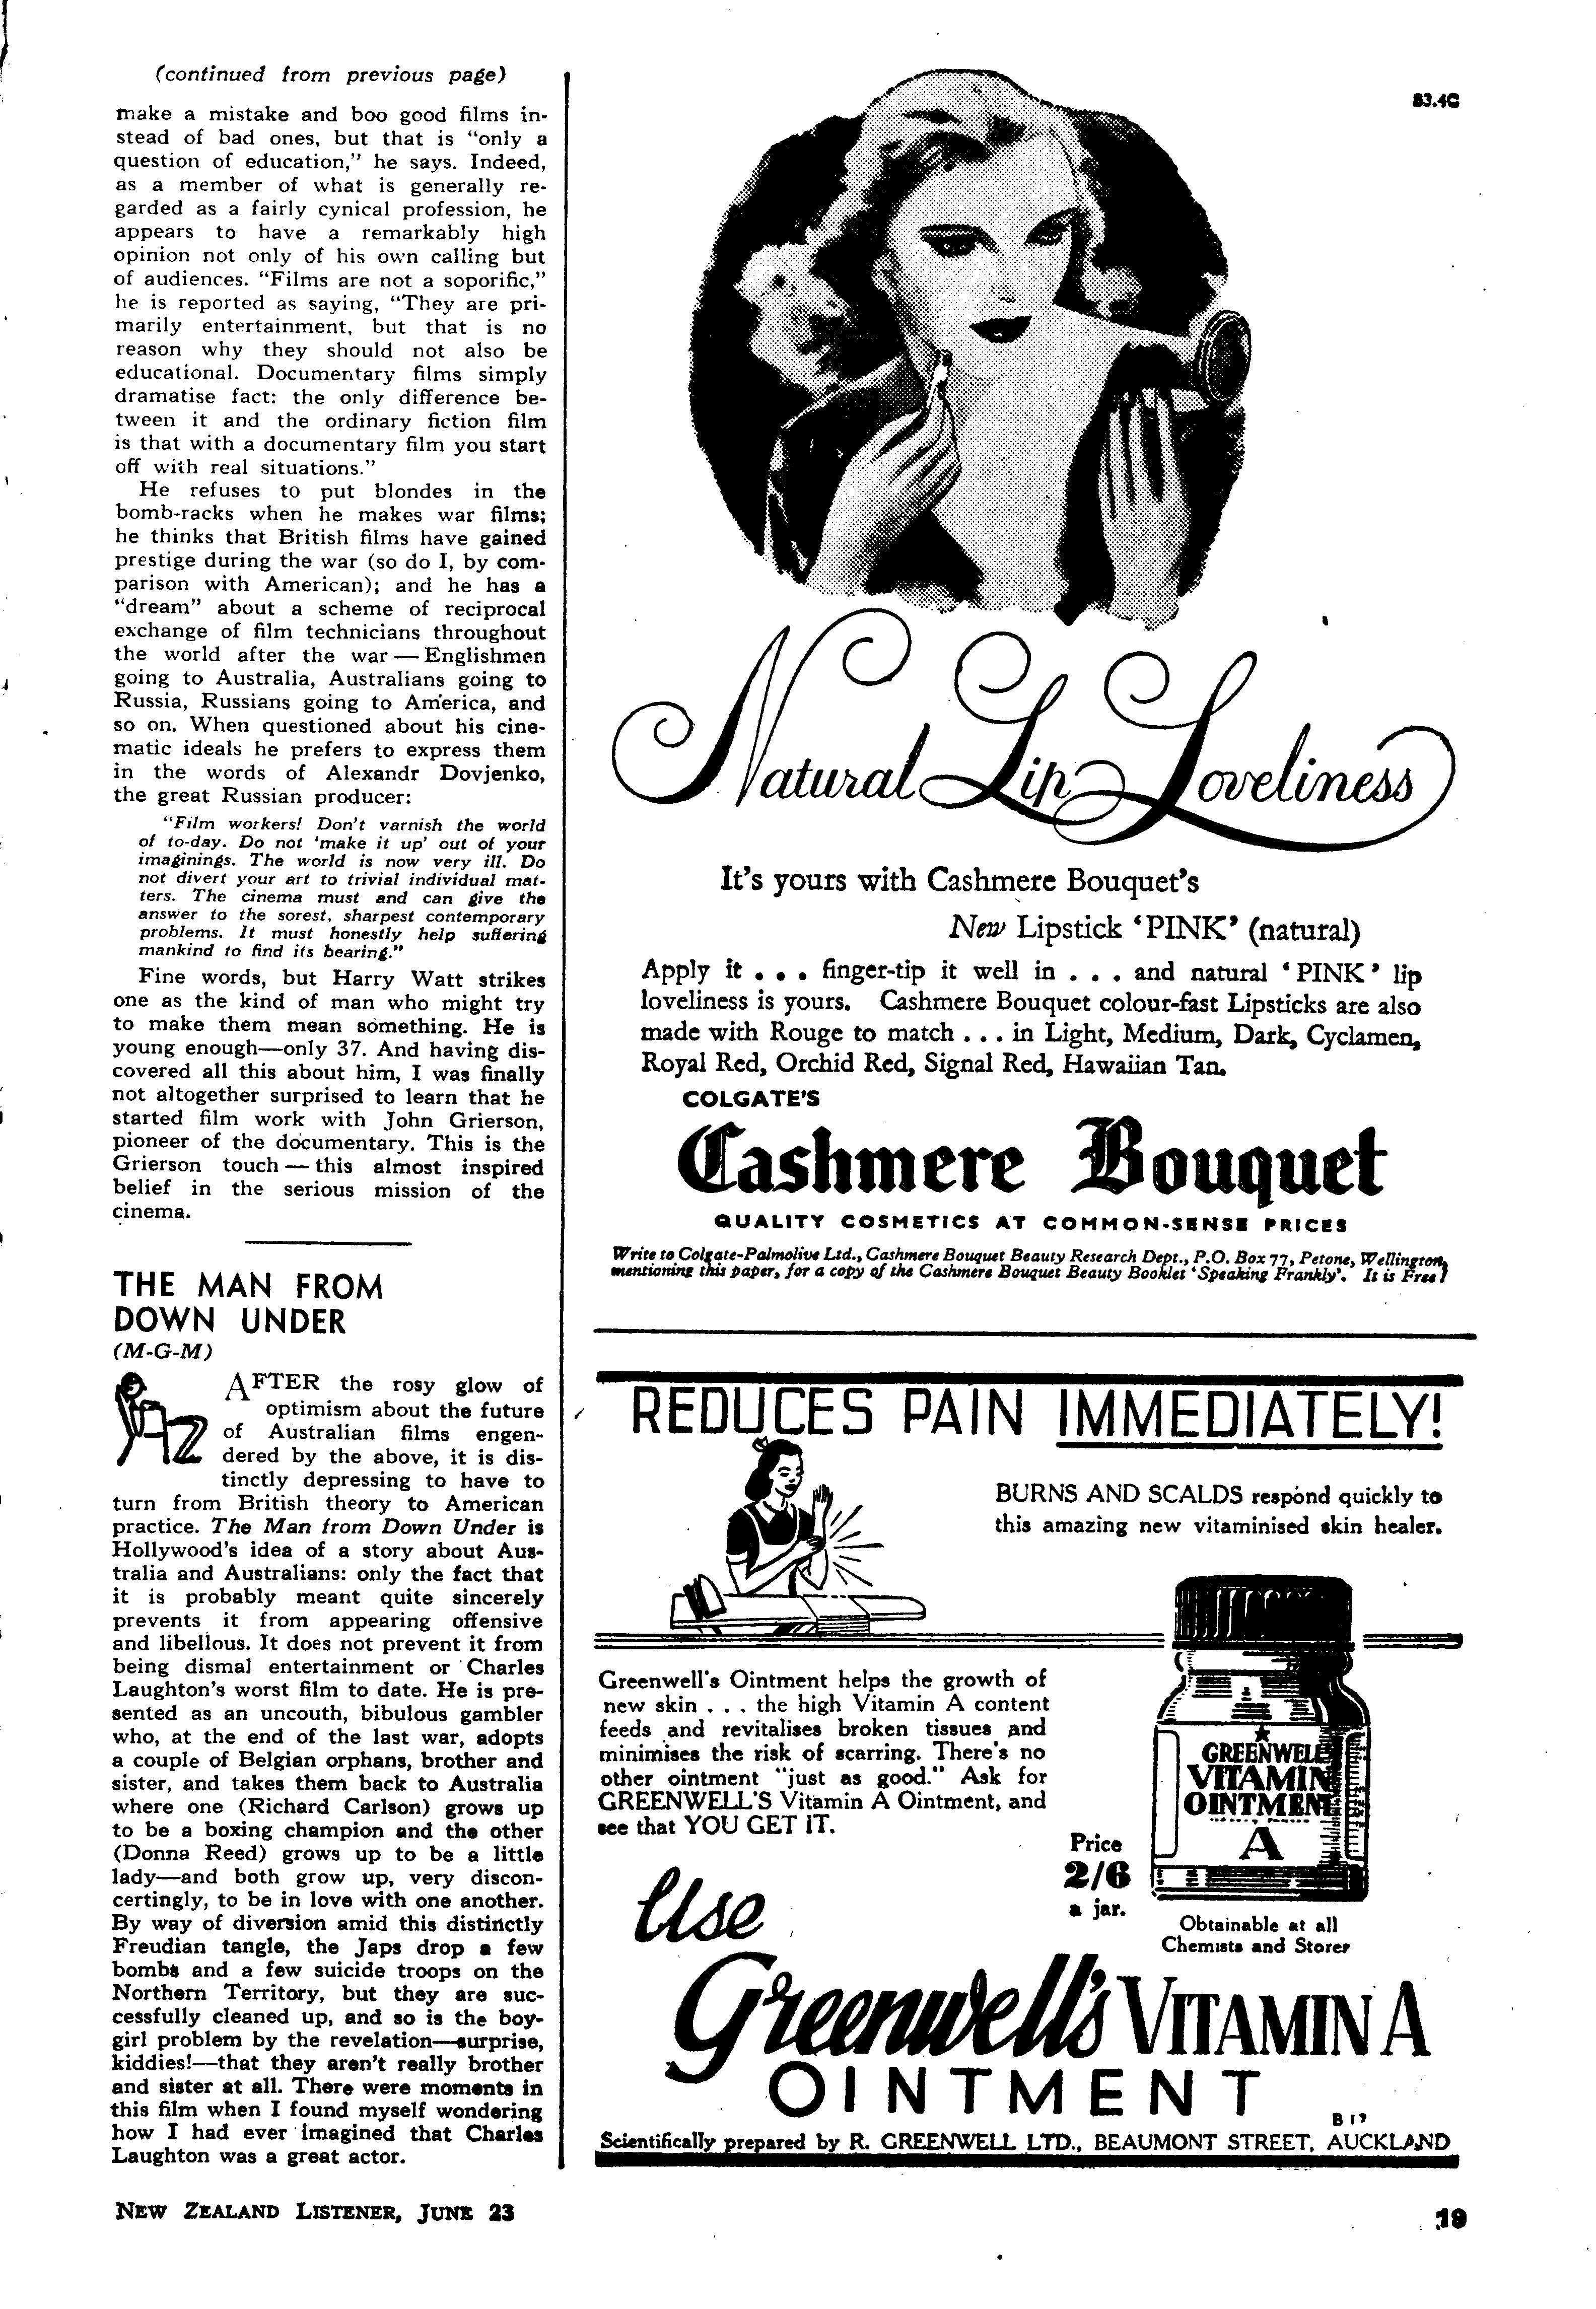 (continued from previous page)
make a mistake and boo good films in-
stead of bad ones, but that is "only a
question of education," he says. Indeed,
as a member of what is generally re-
garded as a fairly cynical profession, he
appears to have a remarkably high
opinion not only of his own calling but
of audiences. "Films are not a soporific,"
he is reported as saying, "They are pri-
marily entertainment, but that is no
reason why they should not also be
educational. Documentary films simply
dramatise fact: the only difference be-
tween it and the ordinary fiction film
is that with a documentary film you start
off with real situations."
He refuses to put blondes in the
bomb-racks when he makes war films;
he thinks that British films have gained
prestige during the war (so do I, by com-
parison with American); and he has a
"dream" about a scheme of reciprocal
exchange of film technicians throughout
the world after the war — Englishmen
going to Australia, Australians going to
Russia, Russians going to America, and
so on. When questioned about his cine-
matic ideals he prefers to express them
in the words of Alexandr Dovjenko,
the great Russian producer:
"Film workers! Don't varnish the world
of to-day. Do not 'make it up' out of your
imaginings. The world is now very ill. Do
not divert your art to trivial individual mat-
ters. The cinema must and can give the
answer to the sorest, sharpest contemporary
problems. It must honestly help suffering
mankind to find its bearing."
Fine words, but Harry Watt strikes
one as the kind of man who might try
to make them mean something. He is
young enough—only 37. And having dis-
covered all this about him, I was finally
not altogether surprised to learn that he
started film work with John Grierson,
pioneer of the documentary. This is the
Grierson touch — this almost inspired
belief in the serious mission of the
cinema.
THE MAN FROM
DOWN UNDER
(M-G-M)
AFTER the rosy glow of
optimism about the future
of Australian films engen-
dered by the above, it is dis-
tinctly depressing to have to
turn from British theory to American
practice. The Man from Down Under is
Hollywood's idea of a story about Aus-
tralia and Australians: only the fact that
it is probably meant quite sincerely
prevents it from appearing offensive
and libellous. It does not prevent it from
being dismal entertainment or Charles
Laughton's worst film to date. He is pre-
sented as an uncouth, bibulous gambler
who, at the end of the last war, adopts
a couple of Belgian orphans, brother and
sister, and takes them back to Australia
where one (Richard Carlson) grows up
to be a boxing champion and the other
(Donna Reed) grows up to be a little
lady—and both grow up, very discon-
certingly, to be in love with one another.
By way of diversion amid this distinctly
Freudian tangle, the Japs drop a few
bombs and a few suicide troops on the
Northern Territory, but they are suc-
cessfully cleaned up, and so is the boy-
girl problem by the revelation—surprise,
kiddies!—that they aren't really brother
and sister at all. There were moments in
this film when I found myself wondering
how I had ever imagined that Charles
Laughton was a great actor.
83.4C
Natural Lip Loveliness
It's yours with Cashmere Bouquet's
New Lipstick 'PINK' (natural)
Apply it . . . finger-tip it well in . . . and natural 'PINK' lip
loveliness is yours. Cashmere Bouquet colour-fast Lipsticks are also
made with Rouge to match . . . in Light, Medium, Dark, Cyclamen,
Royal Red, Orchid Red, Signal Red, Hawaiian Tan.
COLGATE'S
Cashmere Bouquet
QUALITY COSMETICS AT COMMON-SENSE PRICES
Write to Colgate-Palmolive Ltd., Cashmere Bouquet Beauty Research Dept., P.O. Box 77, Petone, Wellington,
mentioning this paper, for a copy of the Cashmere Bouquet Beauty Booklet 'Speaking Frankly'. It is Free!
REDUCES PAIN IMMEDIATELY!
BURNS AND SCALDS respond quickly to
this amazing new vitaminised skin healer.
Greenwell's Ointment helps the growth of
new skin . . . the high Vitamin A content
feeds and revitalises broken tissues and
minimises the risk of scarring. There's no
other ointment "just as good." Ask for
GREENWELL'S Vitamin A Ointment, and
see that YOU GET IT.
GREENWELL
VITAMIN
OINTMENT
A
Price
2/6
a jar.
Obtainable at all
Chemists and Stores
Use
Greenwell's VITAMIN A
OINTMENT
Scientifically prepared by R. GREENWELL LTD., BEAUMONT STREET, AUCKLAND
NEW ZEALAND LISTENER, JUNE 23
19